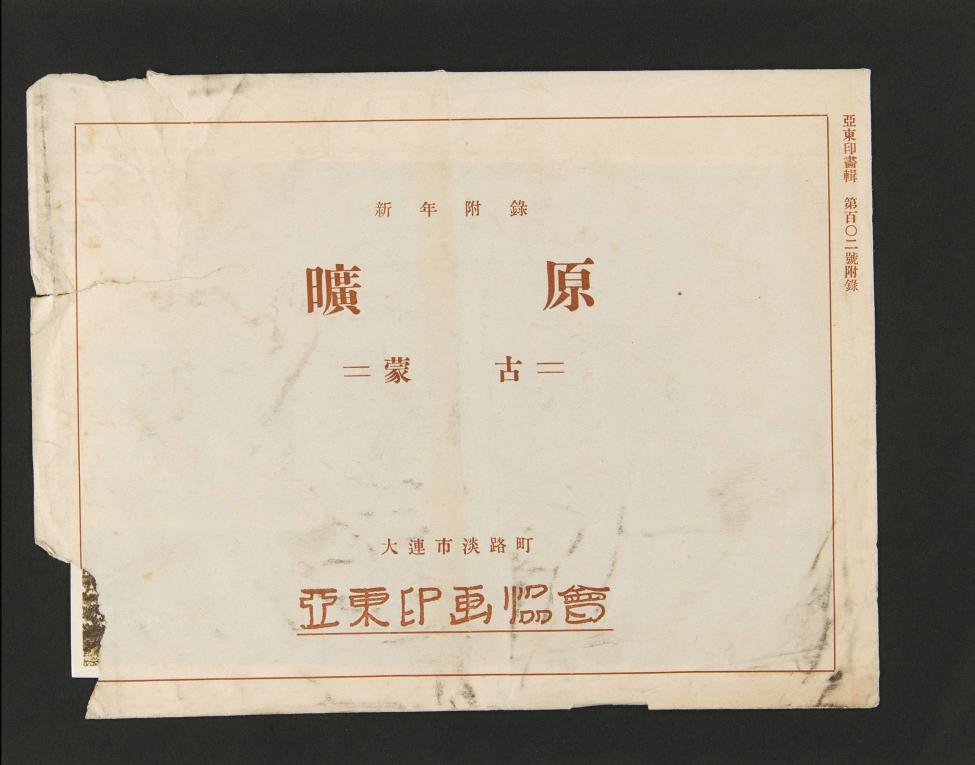 新年附錄
曠原
＝蒙古＝
大連市淡路町
亞東印画協會
亞東印畫輯 第百〇二號附錄